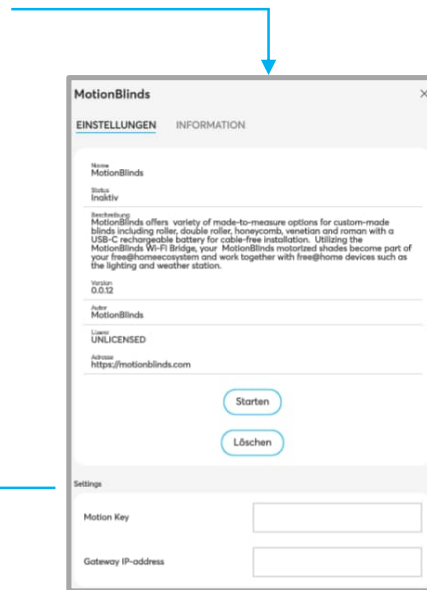 MotionBlinds ×
EINSTELLUNGEN INFORMATION
Name
MotionBlinds
Status
Inaktiv
Beschreibung
MotionBlinds offers variety of made-to-measure options for custom-made
blinds including roller, double roller, honeycomb, venetian and roman with a
USB-C rechargeable battery for cable-free installation. Utilizing the
MotionBlinds Wi-Fi Bridge, your MotionBlinds motorized shades become part of
your free@homeecosystem and work together with free@home devices such as
the lighting and weather station.
Version
0.0.12
Autor
MotionBlinds
Lizenz
UNLICENSED
Adresse
https://motionblinds.com
Starten
Löschen
Settings
Motion Key
Gateway IP-address